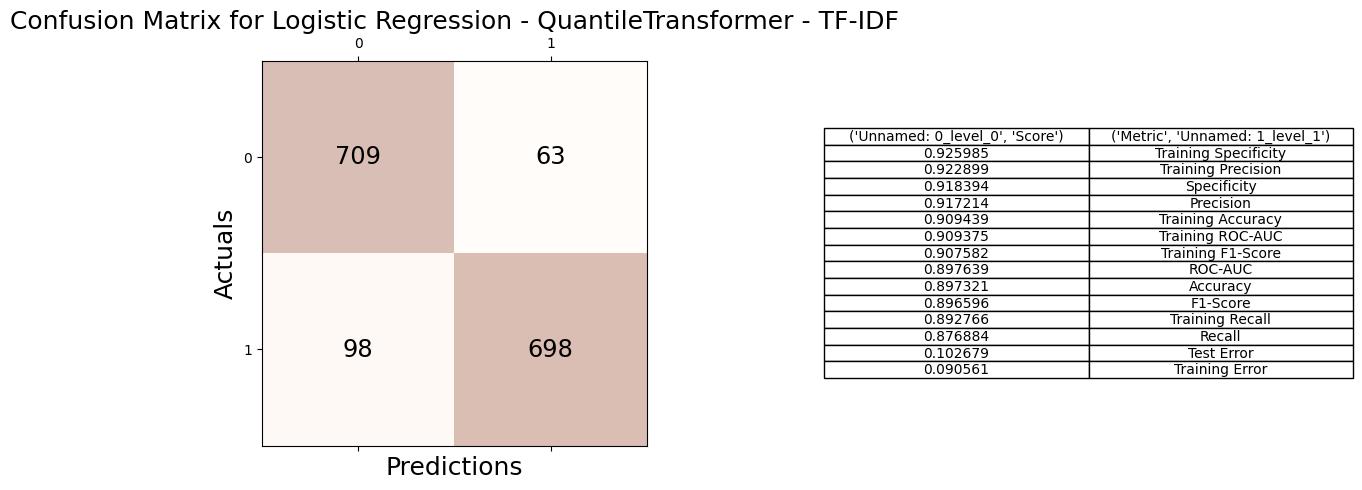 Confusion Matrix for Logistic Regression - QuantileTransformer - TF-IDF
0 1
0 709 63
1 98 698
Actuals
Predictions
('Unnamed: 0_level_0', 'Score') ('Metric', 'Unnamed: 1_level_1')
0.925985 Training Specificity
0.922899 Training Precision
0.918394 Specificity
0.917214 Precision
0.909439 Training Accuracy
0.909375 Training ROC-AUC
0.907582 Training F1-Score
0.897639 ROC-AUC
0.897321 Accuracy
0.896596 F1-Score
0.892766 Training Recall
0.876884 Recall
0.102679 Test Error
0.090561 Training Error